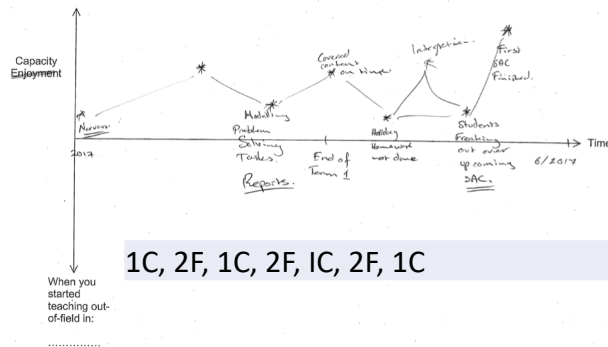 Capacity
Enjoyment
Nervous
2017
Modelling
Problem
Solving
Tasks.
Reports.
Covered
content
on time.
End of
Term 1
Holiday
Homework
not done
Integration.
Students
Freaking
out over
upcoming
SAC.
First
SAC
Finished.
6/2017
Time
1C, 2F, 1C, 2F, IC, 2F, 1C
When you
started
teaching out-
of-field in:
...............